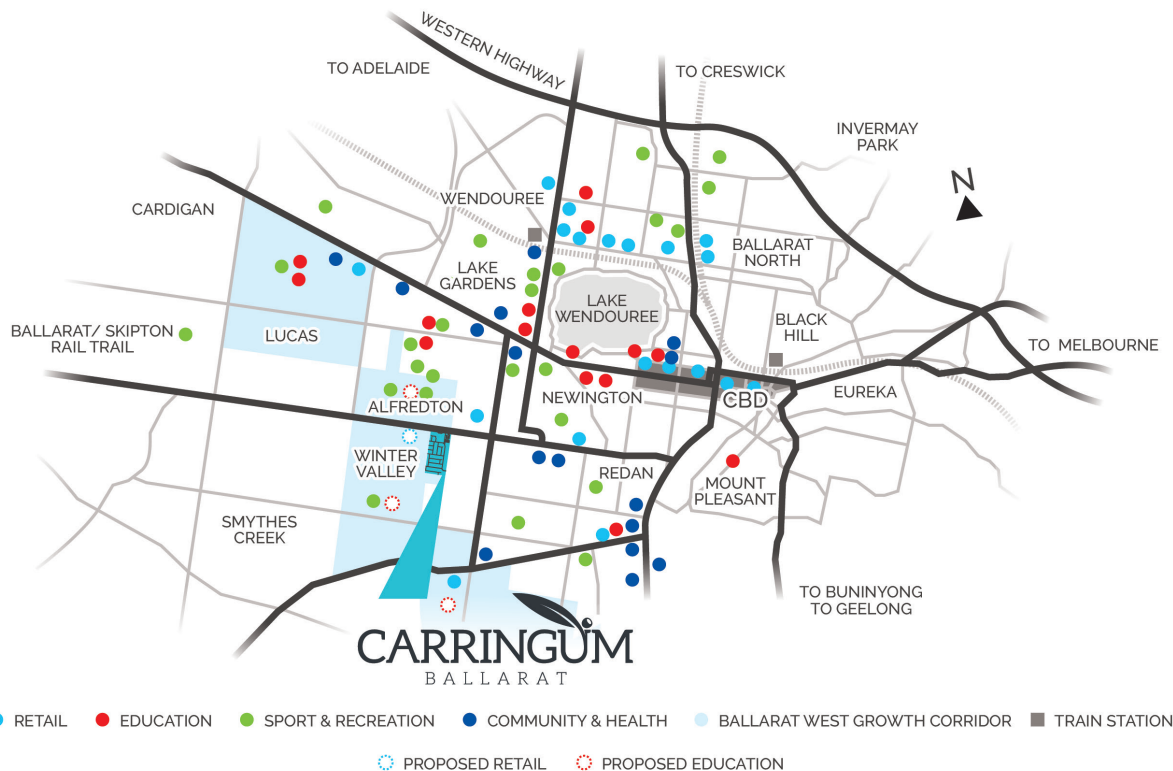 WESTERN HIGHWAY
TO ADELAIDE
TO CRESWICK
INVERMAY
PARK
N
CARDIGAN
WENDOUREE
BALLARAT
NORTH
LAKE
GARDENS
LAKE
WENDOUREE
BALLARAT/ SKIPTON
RAIL TRAIL
LUCAS
BLACK
HILL
TO MELBOURNE
ALFREDTON
NEWINGTON
CBD
EUREKA
WINTER
VALLEY
REDAN
MOUNT
PLEASANT
SMYTHES
CREEK
TO BUNINYONG
TO GEELONG
CARRINGUM
BALLARAT
RETAIL
EDUCATION
SPORT & RECREATION
COMMUNITY & HEALTH
BALLARAT WEST GROWTH CORRIDOR
TRAIN STATION
PROPOSED RETAIL
PROPOSED EDUCATION